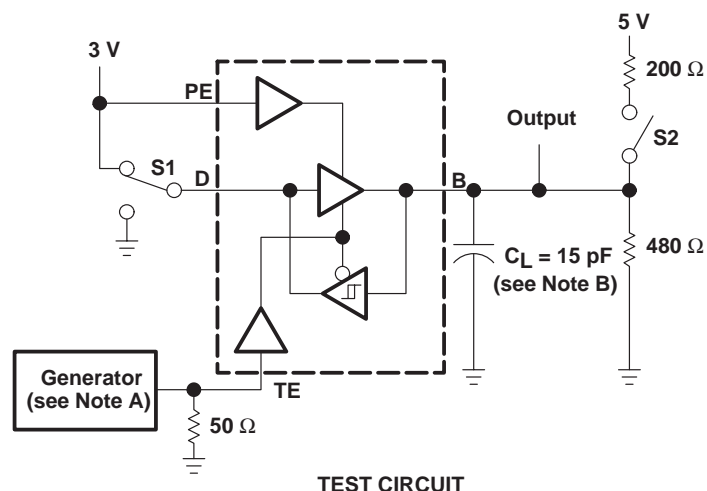 5 V
3 V
200 Ω
PE
Output
S2
S1
D
B
CL = 15 pF
(see Note B)
480 Ω
Generator
(see Note A)
TE
50 Ω
TEST CIRCUIT